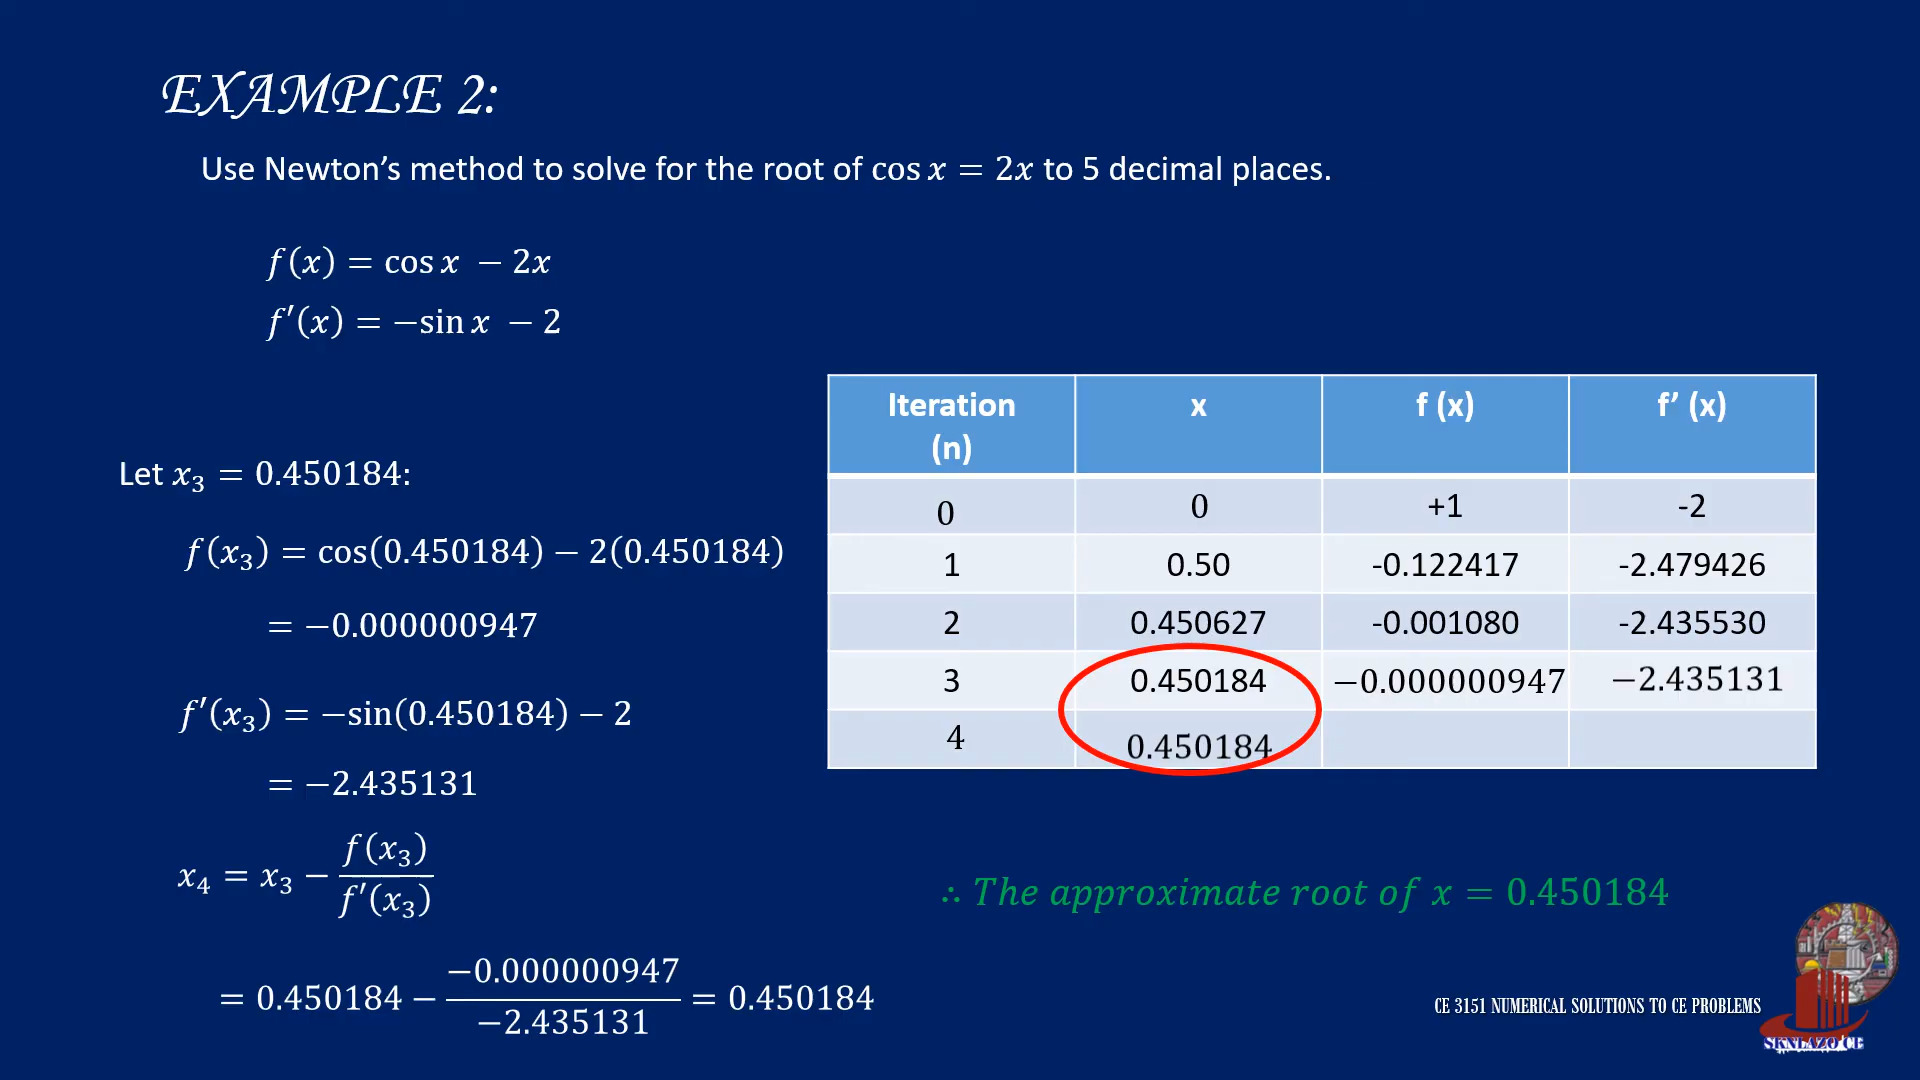 EXAMPLE 2:
Use Newton’s method to solve for the root of cos x = 2x to 5 decimal places.
f(x) = cos x − 2x
f′(x) = −sin x − 2
Let x₃ = 0.450184:
f(x₃) = cos(0.450184) − 2(0.450184)
= −0.000000947
f′(x₃) = −sin(0.450184) − 2
= −2.435131
x₄ = x₃ − f(x₃) / f′(x₃)
= 0.450184 − −0.000000947 / −2.435131 = 0.450184
Iteration (n) x f (x) f’ (x)
0 0 +1 -2
1 0.50 -0.122417 -2.479426
2 0.450627 -0.001080 -2.435530
3 0.450184 −0.000000947 −2.435131
4 0.450184
∴ The approximate root of x = 0.450184
CE 3151 NUMERICAL SOLUTIONS TO CE PROBLEMS
SKNLAZO CE